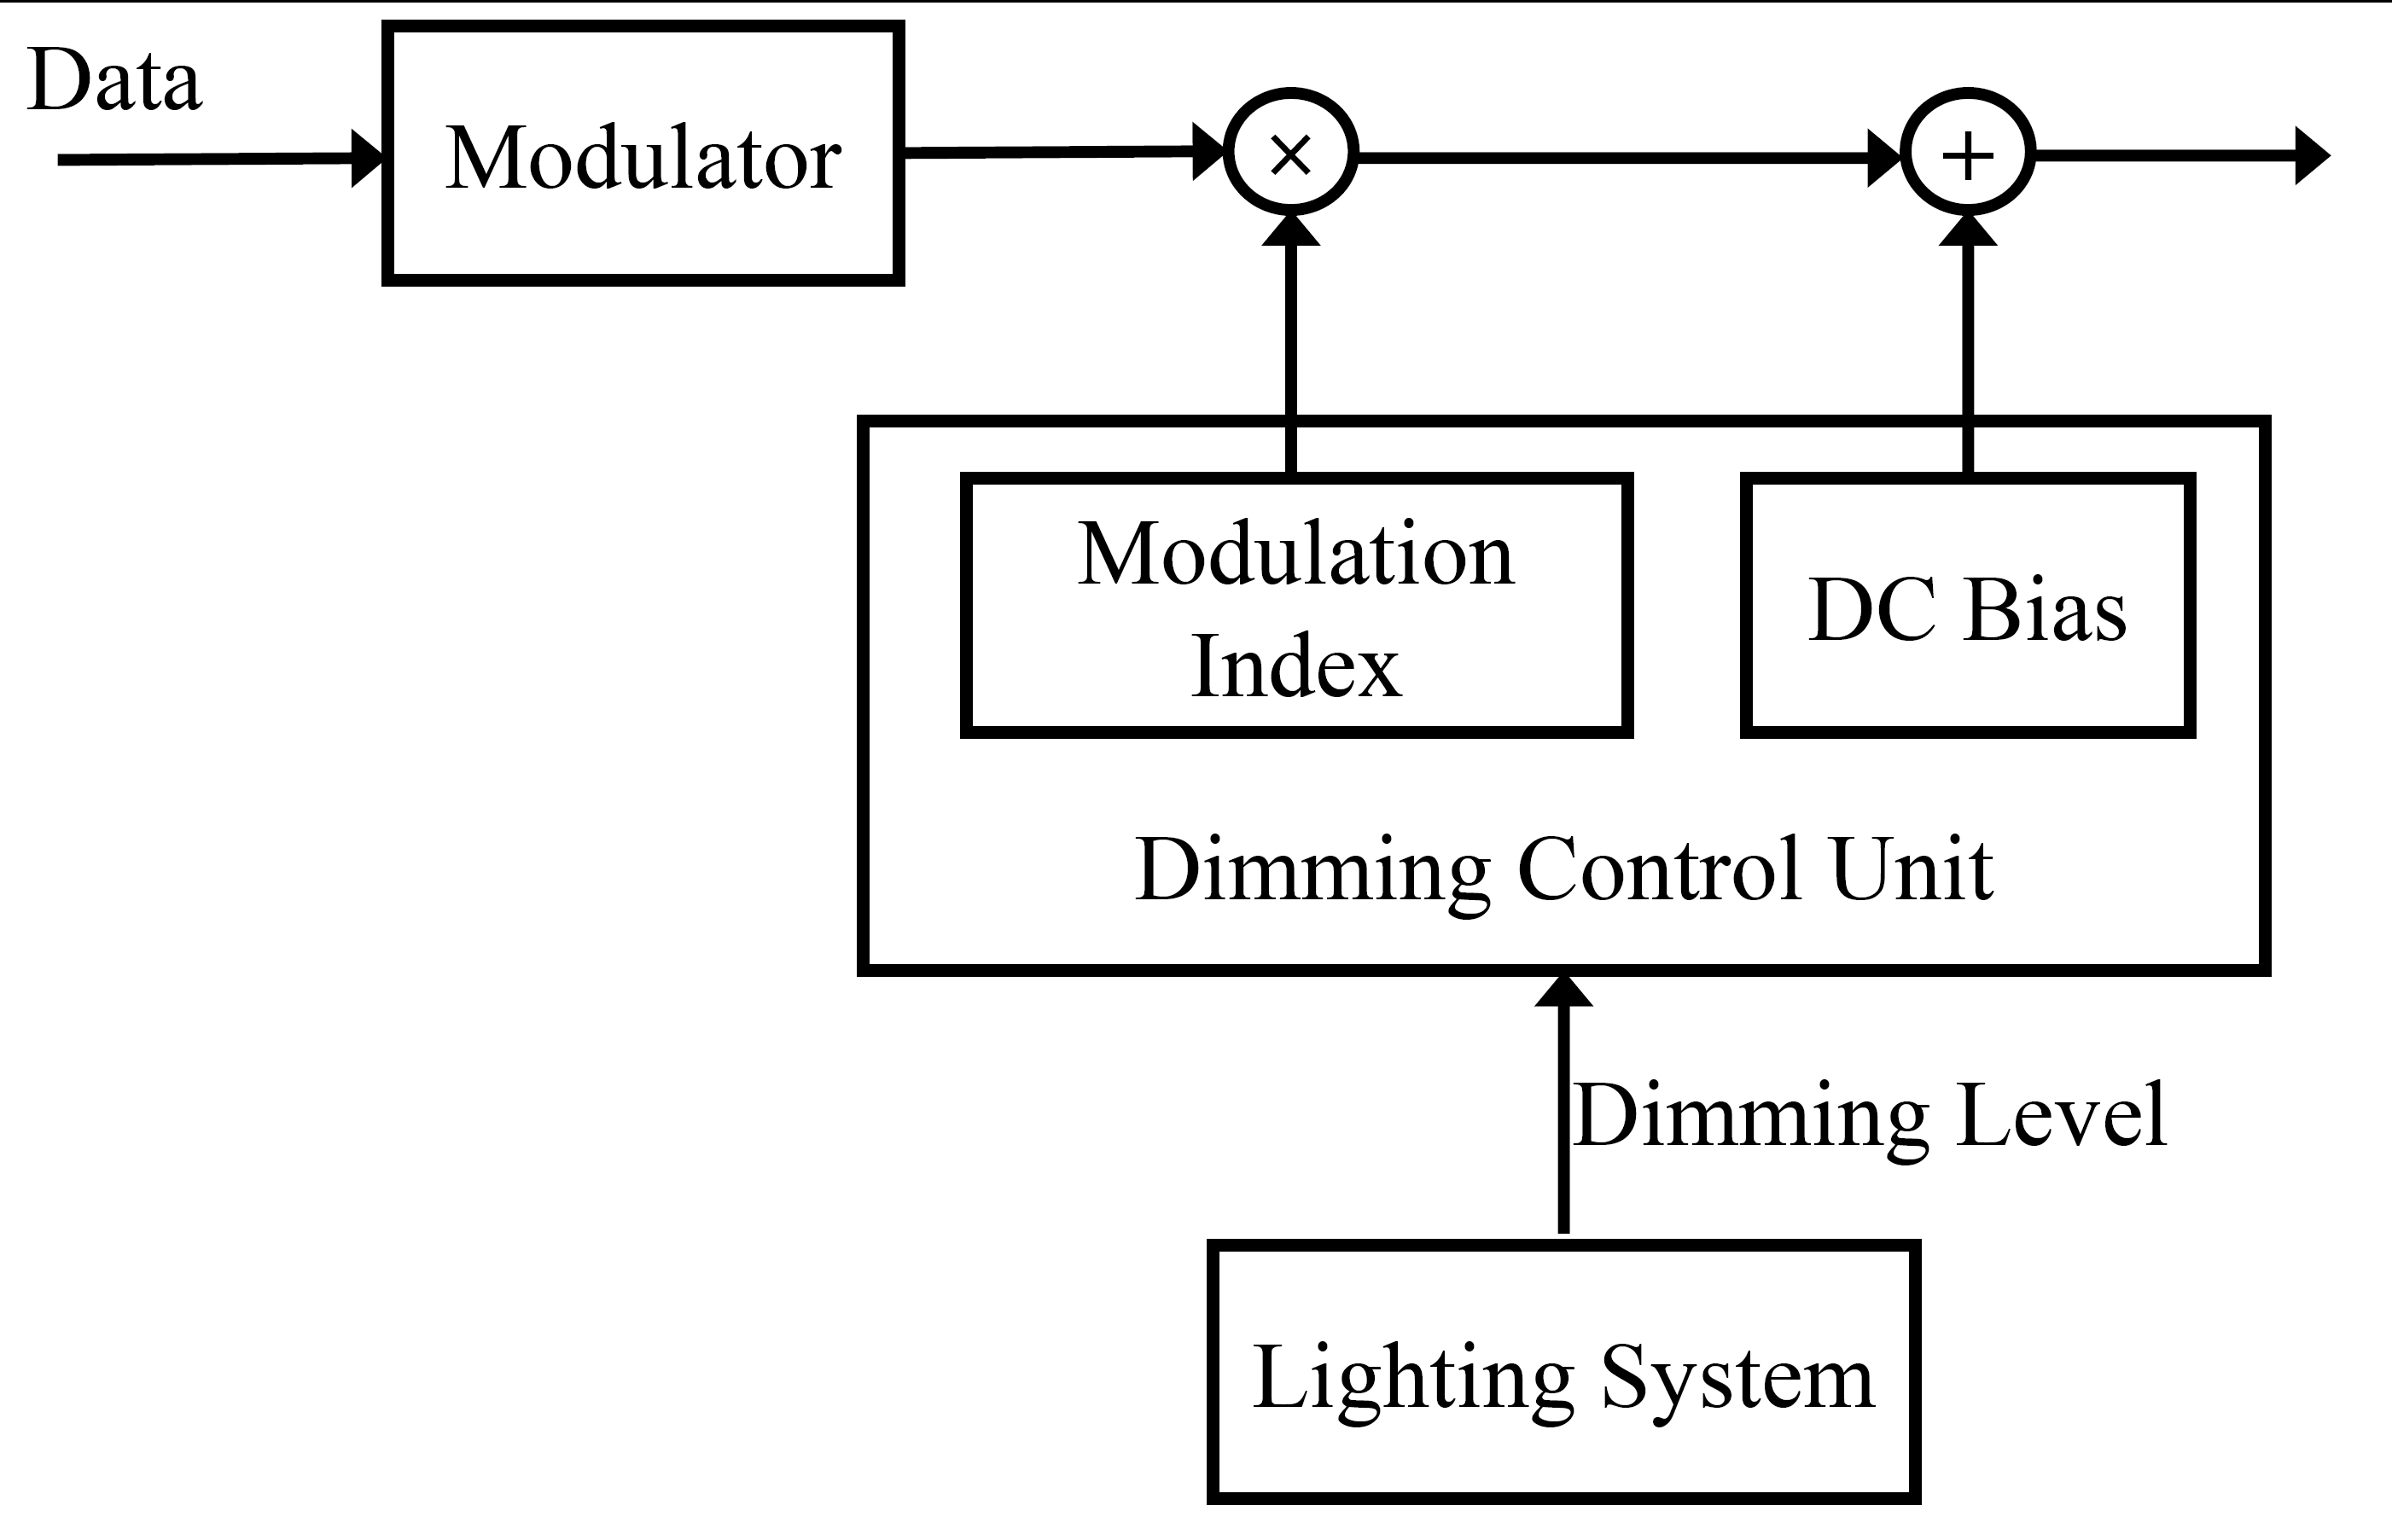 Data
Modulator
×
+
Modulation
Index
DC Bias
Dimming Control Unit
Dimming Level
Lighting System